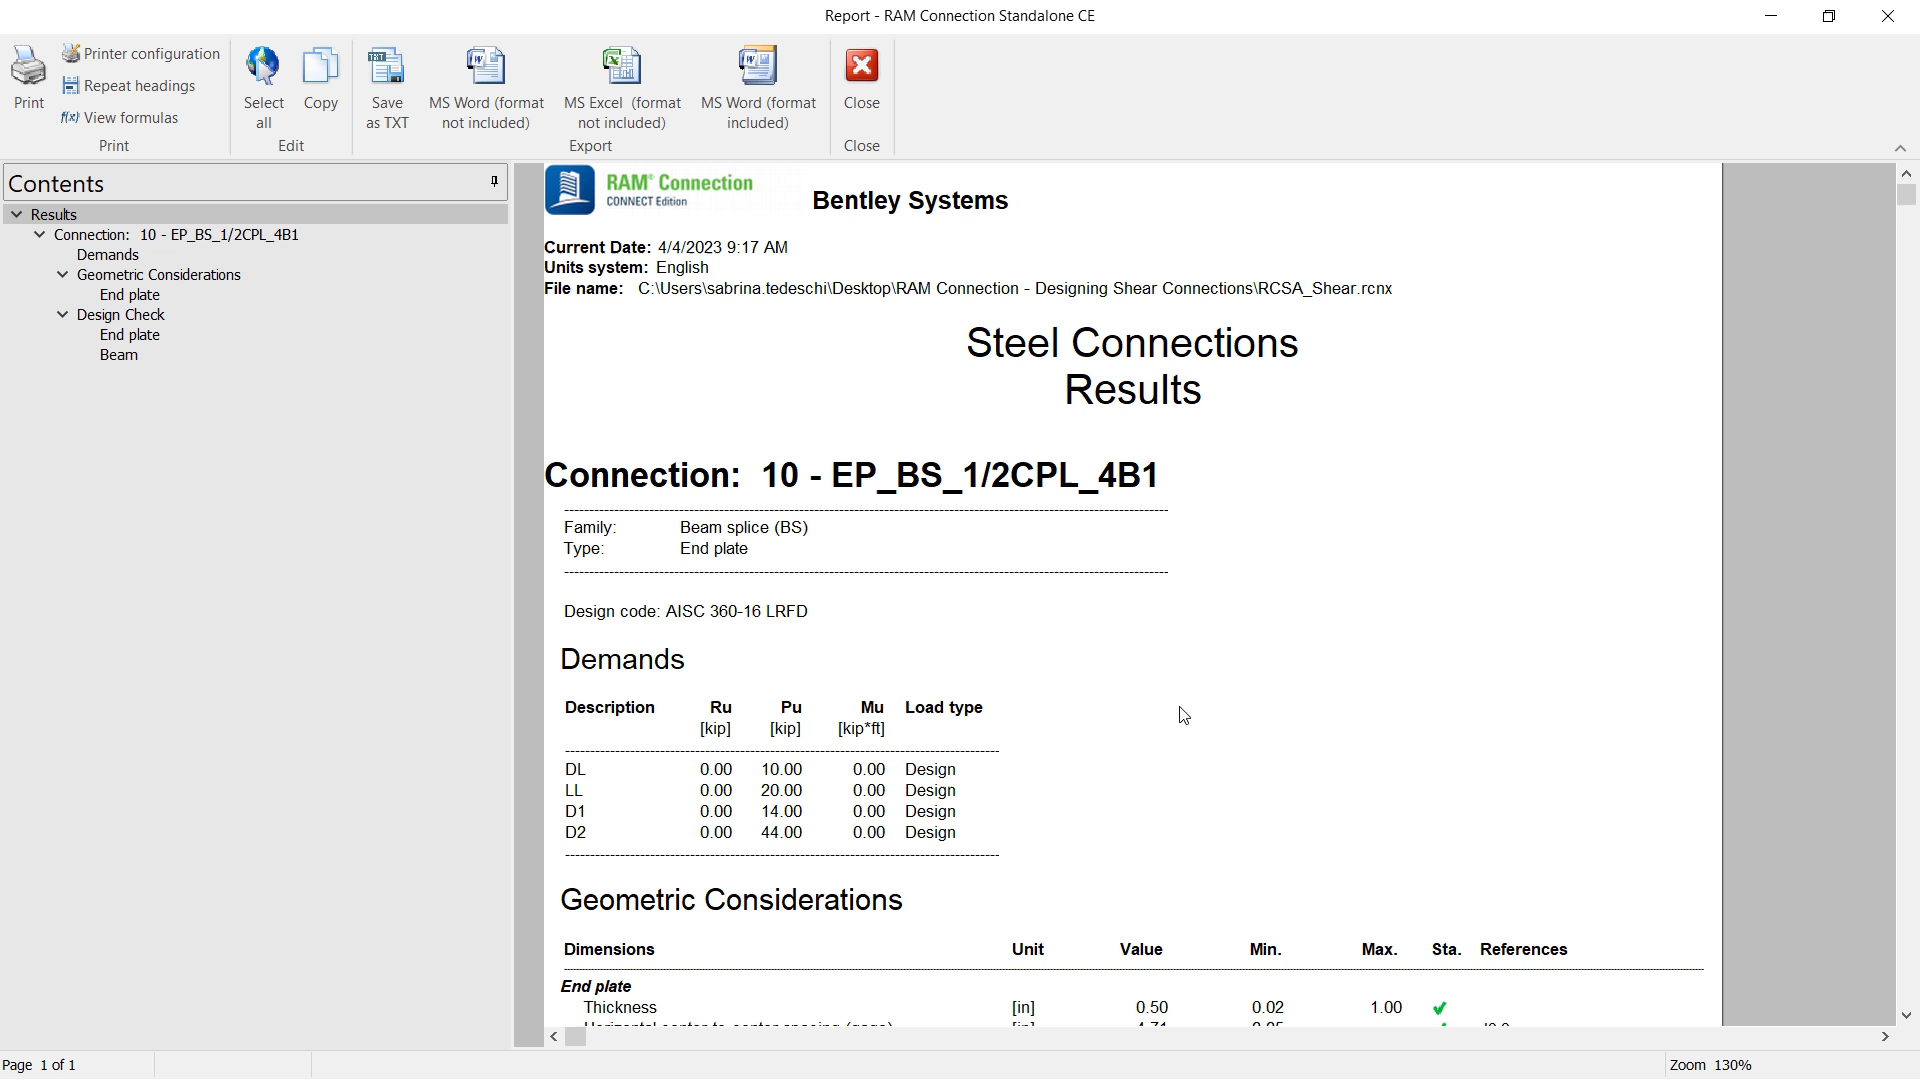 Report - RAM Connection Standalone CE
Print
Printer configuration
Repeat headings
f(x) View formulas
Print
Select all
Copy
Edit
Save as TXT
MS Word (format not included)
MS Excel (format not included)
MS Word (format included)
Export
Close
Close
Contents
Results
Connection: 10 - EP_BS_1/2CPL_4B1
Demands
Geometric Considerations
End plate
Design Check
End plate
Beam
RAM® Connection
CONNECT Edition
Bentley Systems
Current Date: 4/4/2023 9:17 AM
Units system: English
File name: C:\Users\sabrina.tedeschi\Desktop\RAM Connection - Designing Shear Connections\RCSA_Shear.rcnx
Steel Connections
Results
Connection: 10 - EP_BS_1/2CPL_4B1
Family: Beam splice (BS)
Type: End plate
Design code: AISC 360-16 LRFD
Demands
Description Ru Pu Mu Load type
[kip] [kip] [kip*ft]
DL 0.00 10.00 0.00 Design
LL 0.00 20.00 0.00 Design
D1 0.00 14.00 0.00 Design
D2 0.00 44.00 0.00 Design
Geometric Considerations
Dimensions Unit Value Min. Max. Sta. References
End plate
Thickness [in] 0.50 0.02 1.00
Page 1 of 1
Zoom 130%